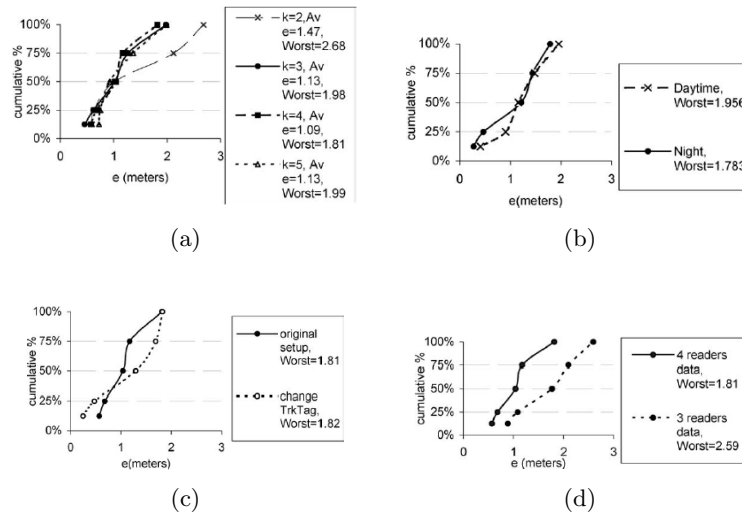 100%
75%
50%
25%
0%
cumulative %
0 1 2 3
e (meters)
k=2,Av
e=1.47,
Worst=2.68
k=3, Av
e=1.13,
Worst=1.98
k=4, Av
e=1.09,
Worst=1.81
k=5, Av
e=1.13,
Worst=1.99
(a)
100%
75%
50%
25%
0%
cumulative %
0 1 2 3
e(meters)
Daytime,
Worst=1.956
Night,
Worst=1.783
(b)
100%
75%
50%
25%
0%
cumulative %
0 1 2 3
e(meters)
original
setup,
Worst=1.81
change
TrkTag,
Worst=1.82
(c)
100%
75%
50%
25%
0%
cumulative %
0 1 2 3
e (meters)
4 readers
data,
Worst=1.81
3 readers
data,
Worst=2.59
(d)